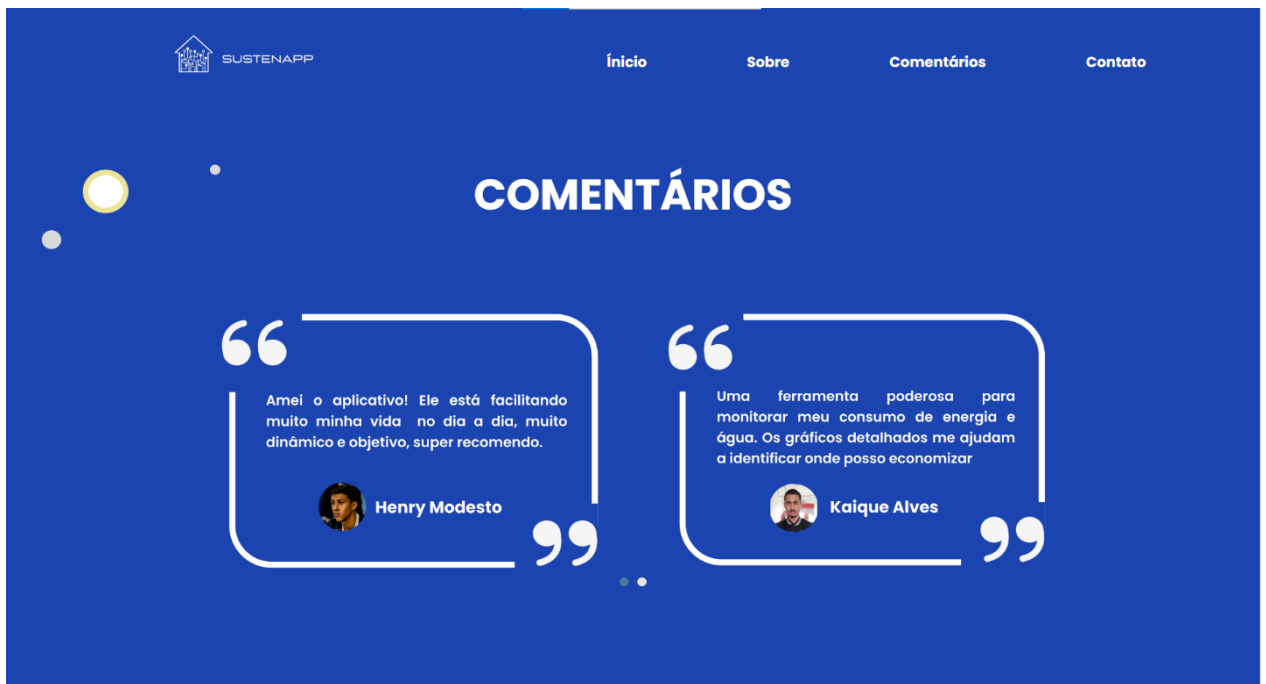 SUSTENAPP
Ínicio Sobre Comentários Contato
COMENTÁRIOS
“
Amei o aplicativo! Ele está facilitando
muito minha vida no dia a dia, muito
dinâmico e objetivo, super recomendo.
Henry Modesto
”
“
Uma ferramenta poderosa para
monitorar meu consumo de energia e
água. Os gráficos detalhados me ajudam
a identificar onde posso economizar
Kaique Alves
”